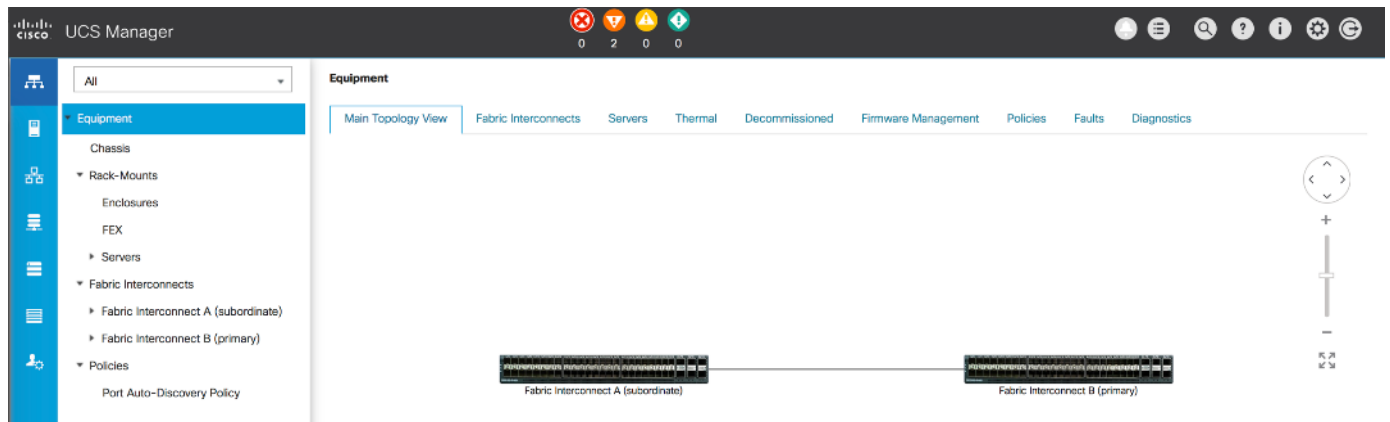 CISCO UCS Manager
0 2 0 0
All
Equipment
Chassis
Rack-Mounts
Enclosures
FEX
Servers
Fabric Interconnects
Fabric Interconnect A (subordinate)
Fabric Interconnect B (primary)
Policies
Port Auto-Discovery Policy
Equipment
Main Topology View Fabric Interconnects Servers Thermal Decommissioned Firmware Management Policies Faults Diagnostics
Fabric Interconnect A (subordinate) Fabric Interconnect B (primary)